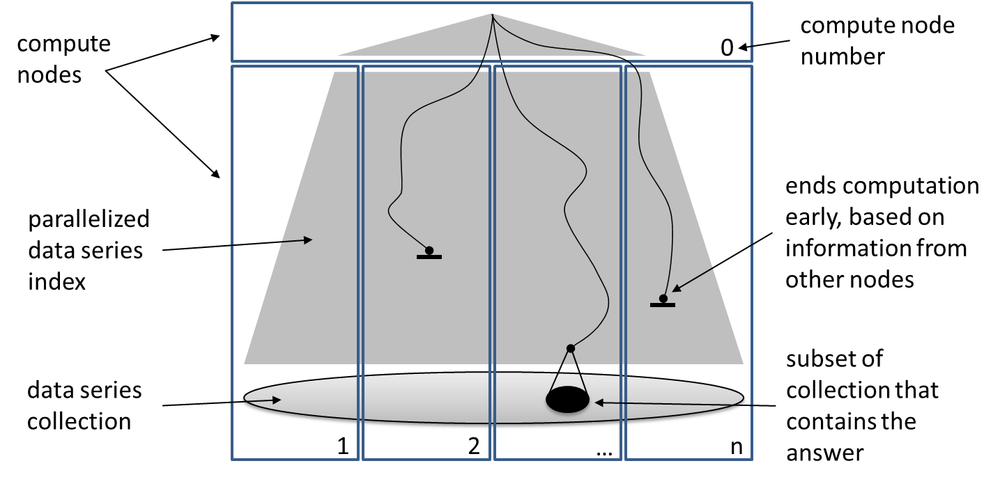 compute
nodes
0
compute node
number
parallelized
data series
index
ends computation
early, based on
information from
other nodes
data series
collection
subset of
collection that
contains the
answer
1
2
...
n